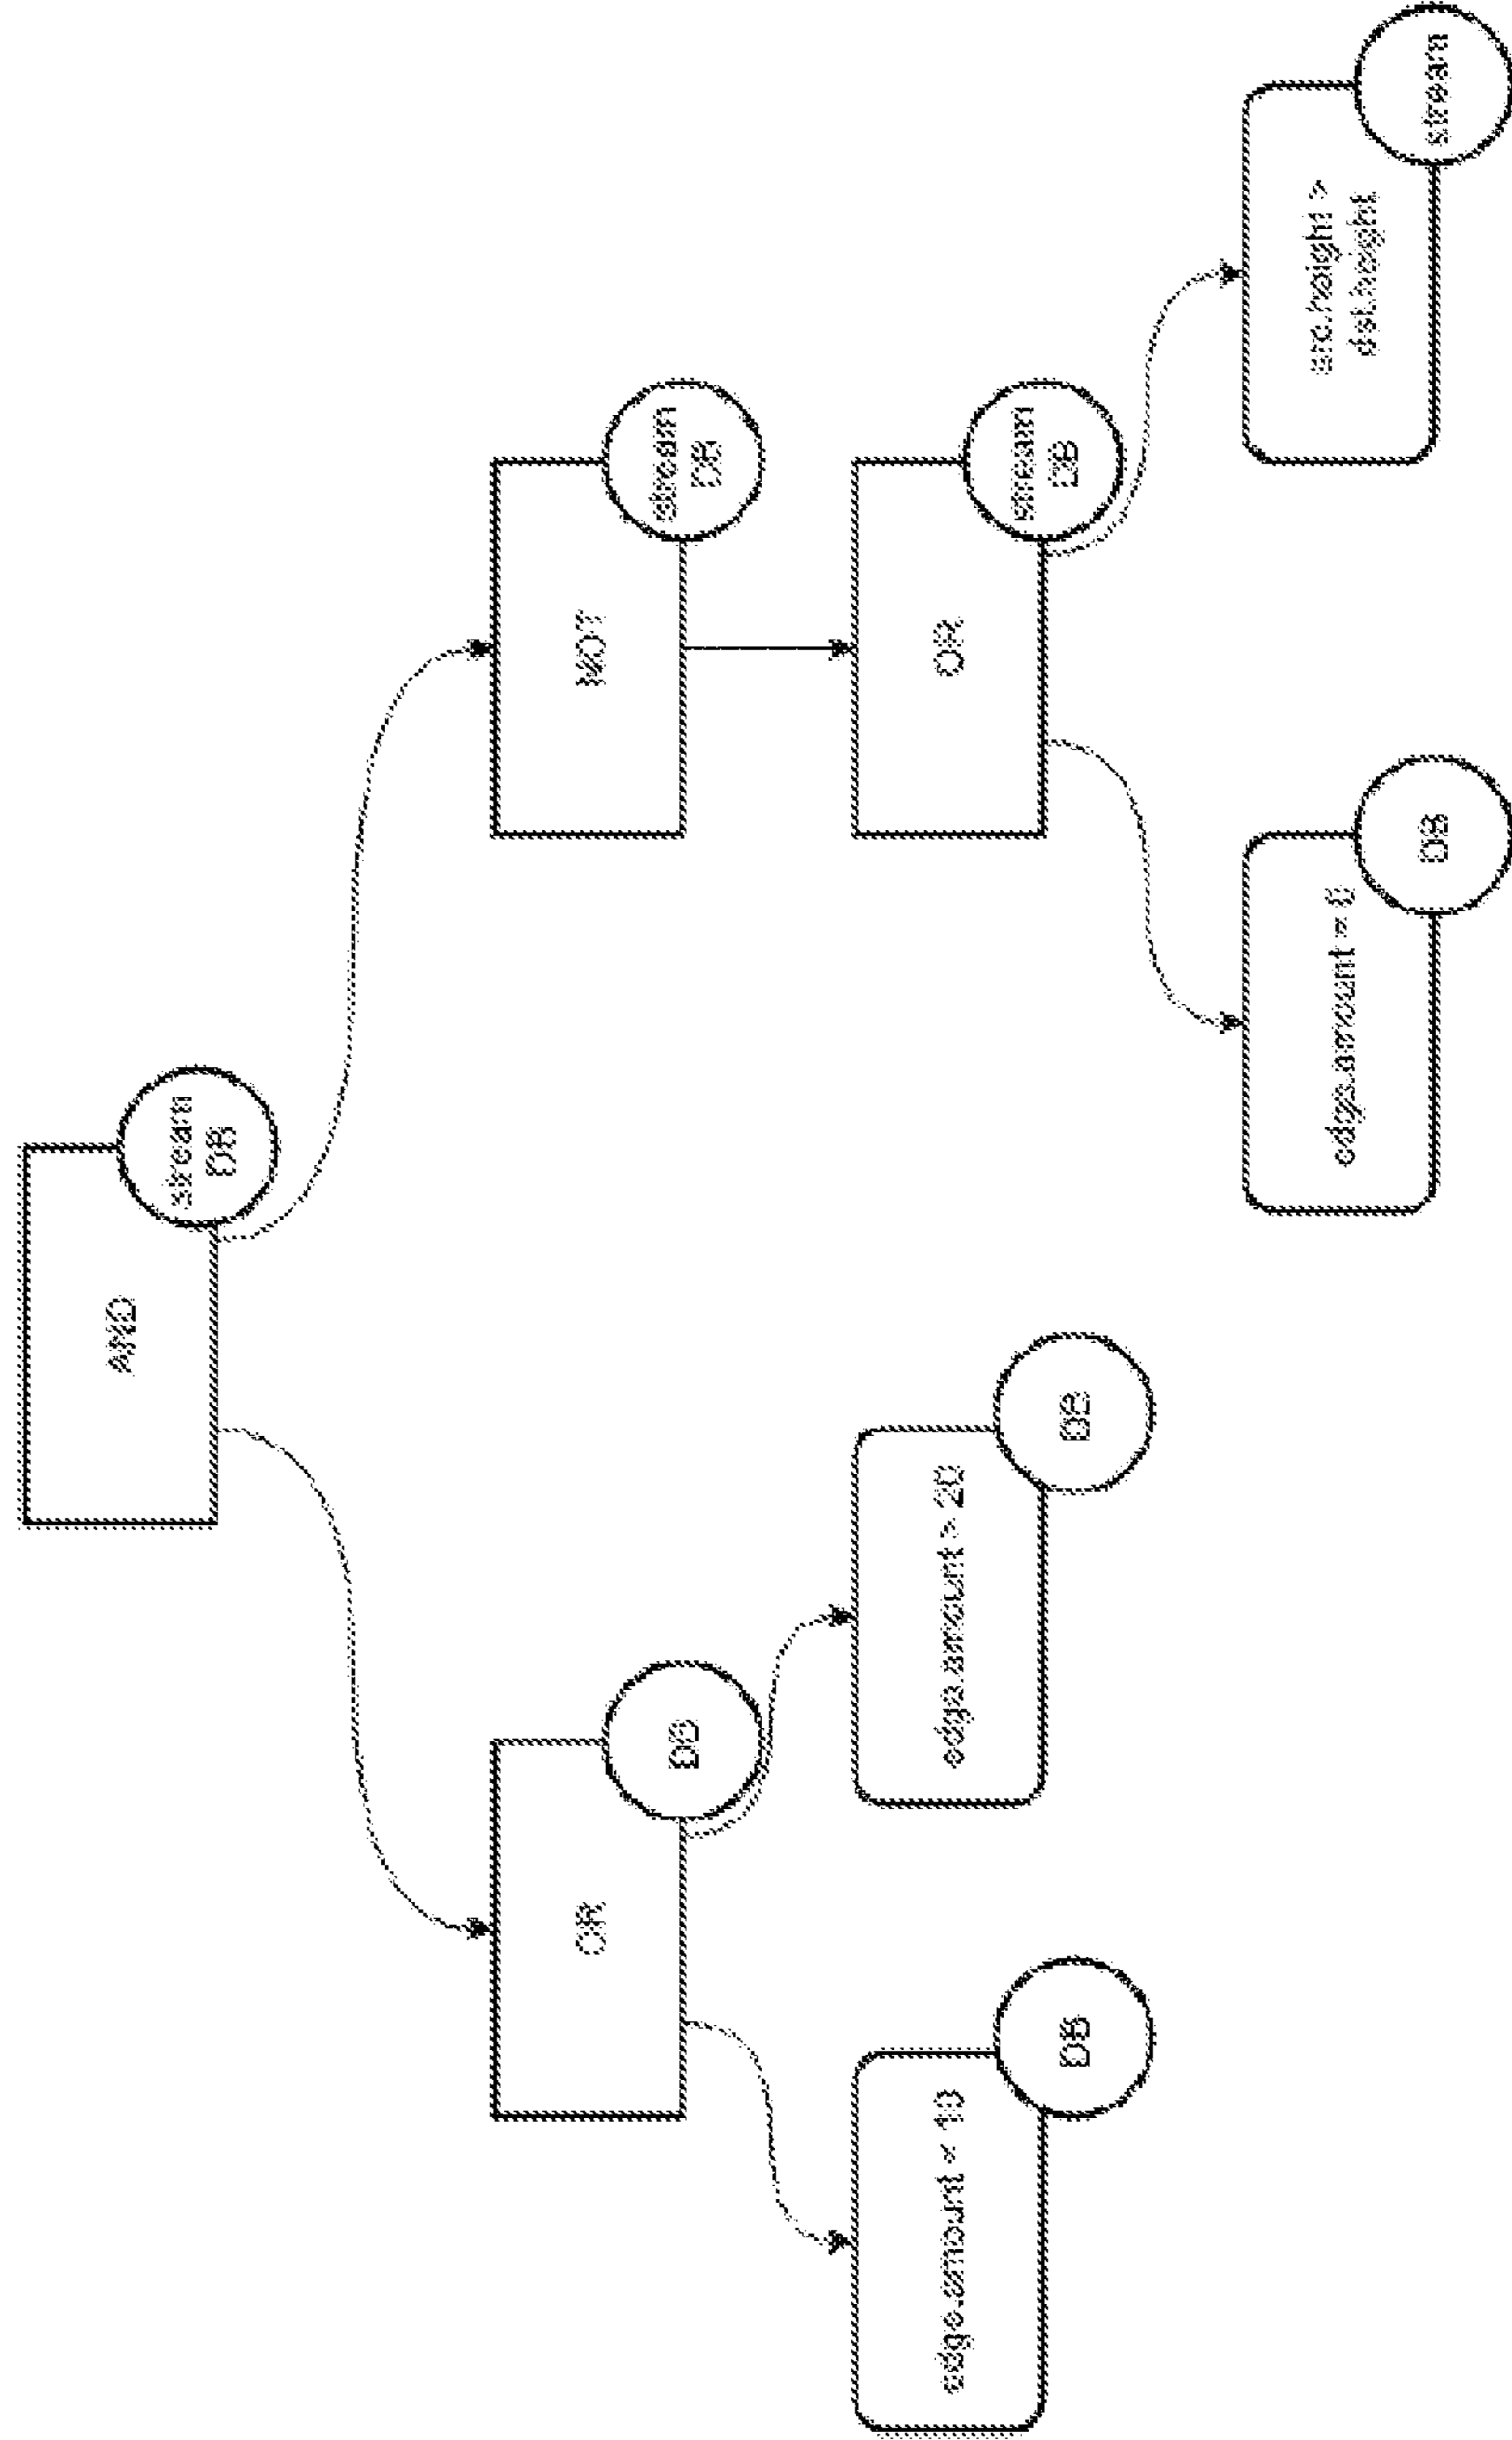 AND
stream
DB
OR
DB
NOT
stream
DB
edge.amount < 10
DB
edge.amount > 20
DB
OR
stream
DB
edge.amount = 0
DB
src.height >
dst.height
stream